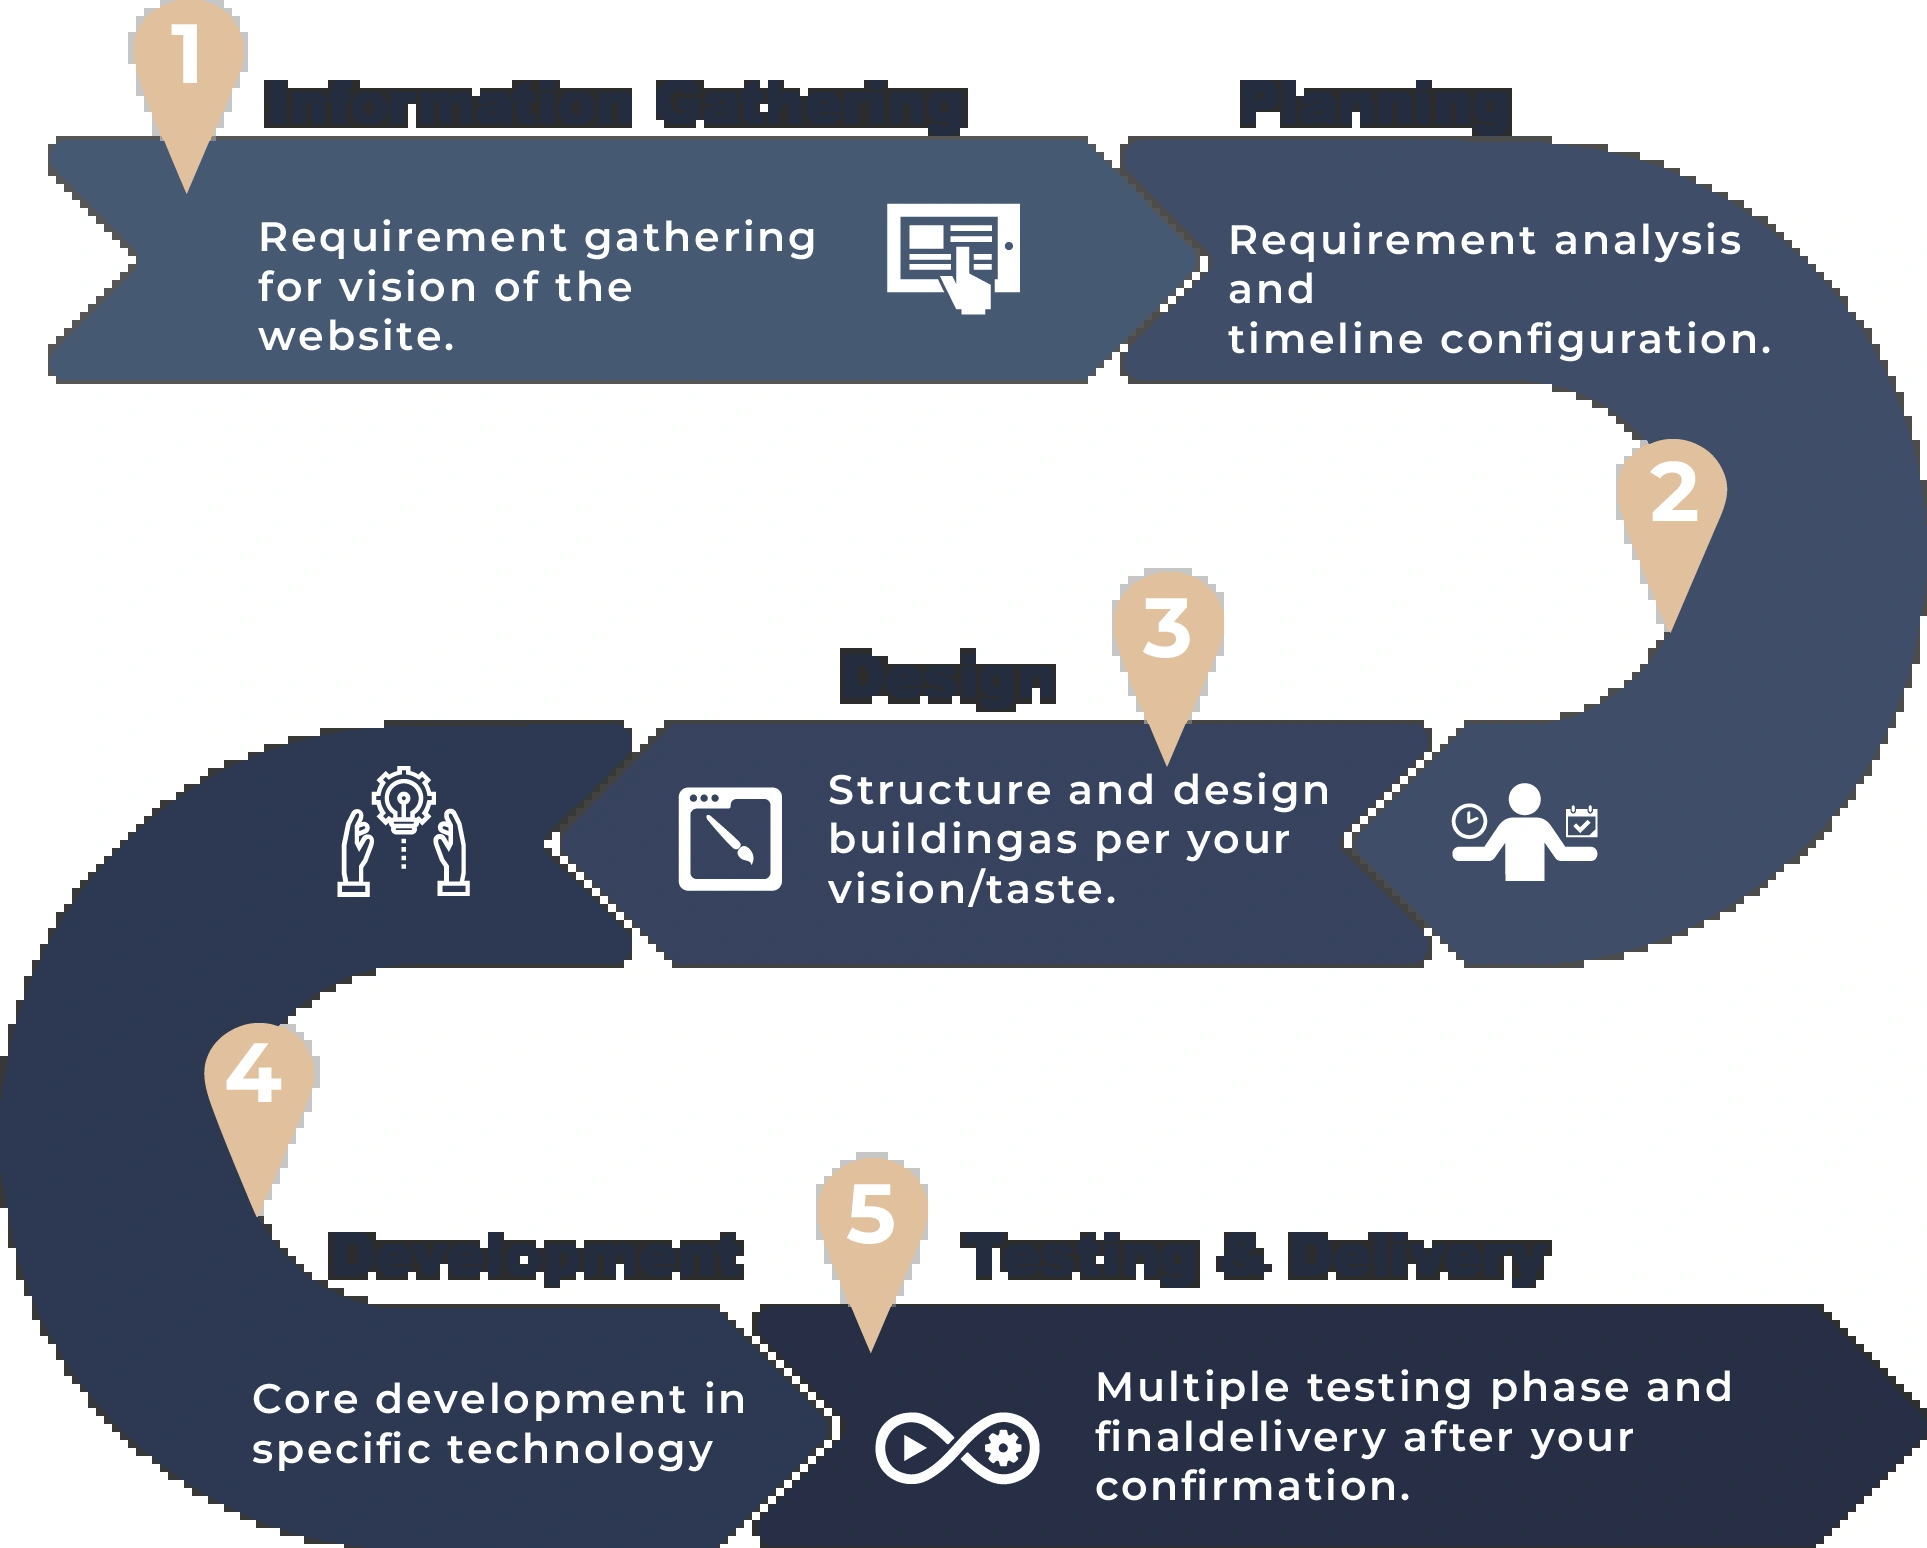 1
Information Gathering
Requirement gathering
for vision of the
website.
Planning
Requirement analysis
and
timeline configuration.
2
3
Design
Structure and design
buildingas per your
vision/taste.
4
Development
Core development in
specific technology
5
Testing & Delivery
Multiple testing phase and
finaldelivery after your
confirmation.